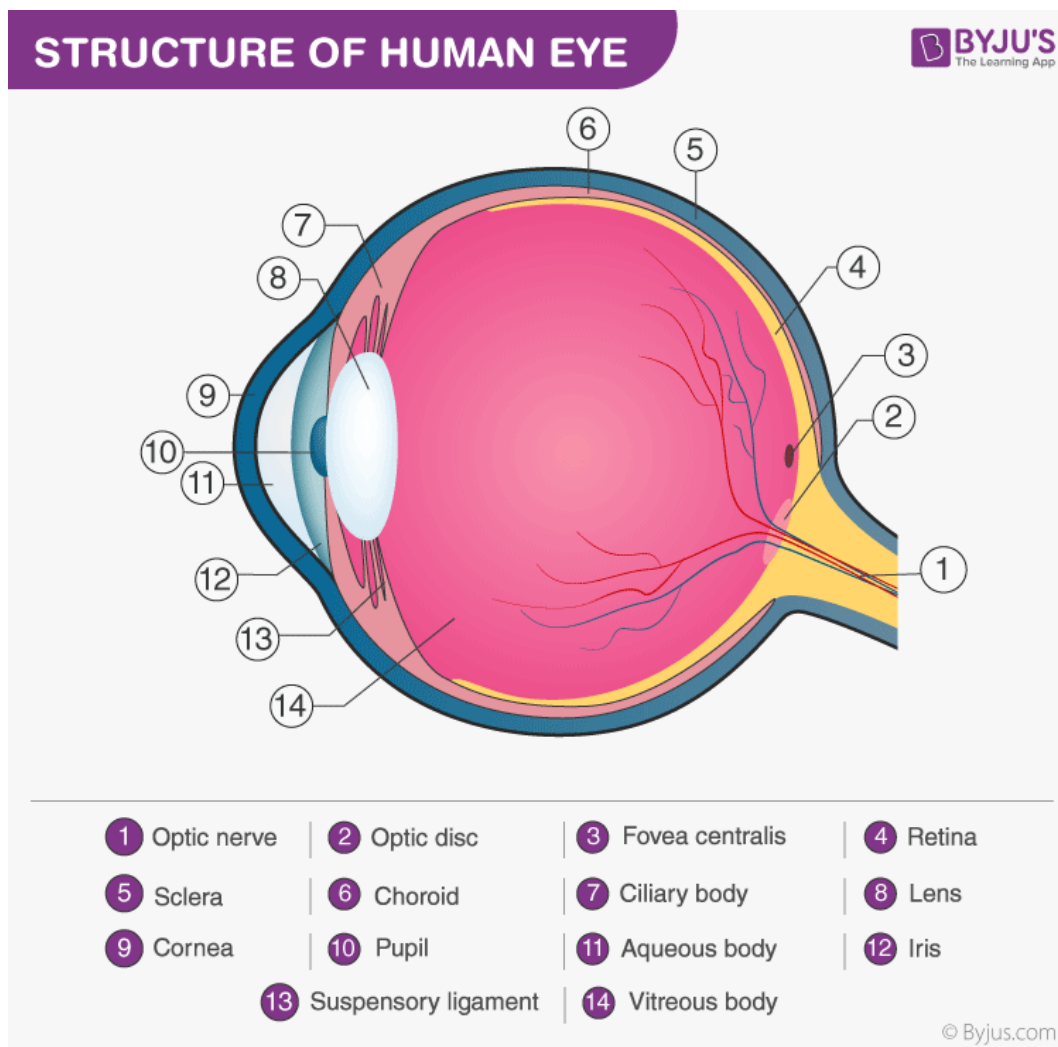 STRUCTURE OF HUMAN EYE
BYJU'S
The Learning App
6
5
7
4
8
3
9
2
10
11
1
12
13
14
1 Optic nerve
2 Optic disc
3 Fovea centralis
4 Retina
5 Sclera
6 Choroid
7 Ciliary body
8 Lens
9 Cornea
10 Pupil
11 Aqueous body
12 Iris
13 Suspensory ligament
14 Vitreous body
© Byjus.com